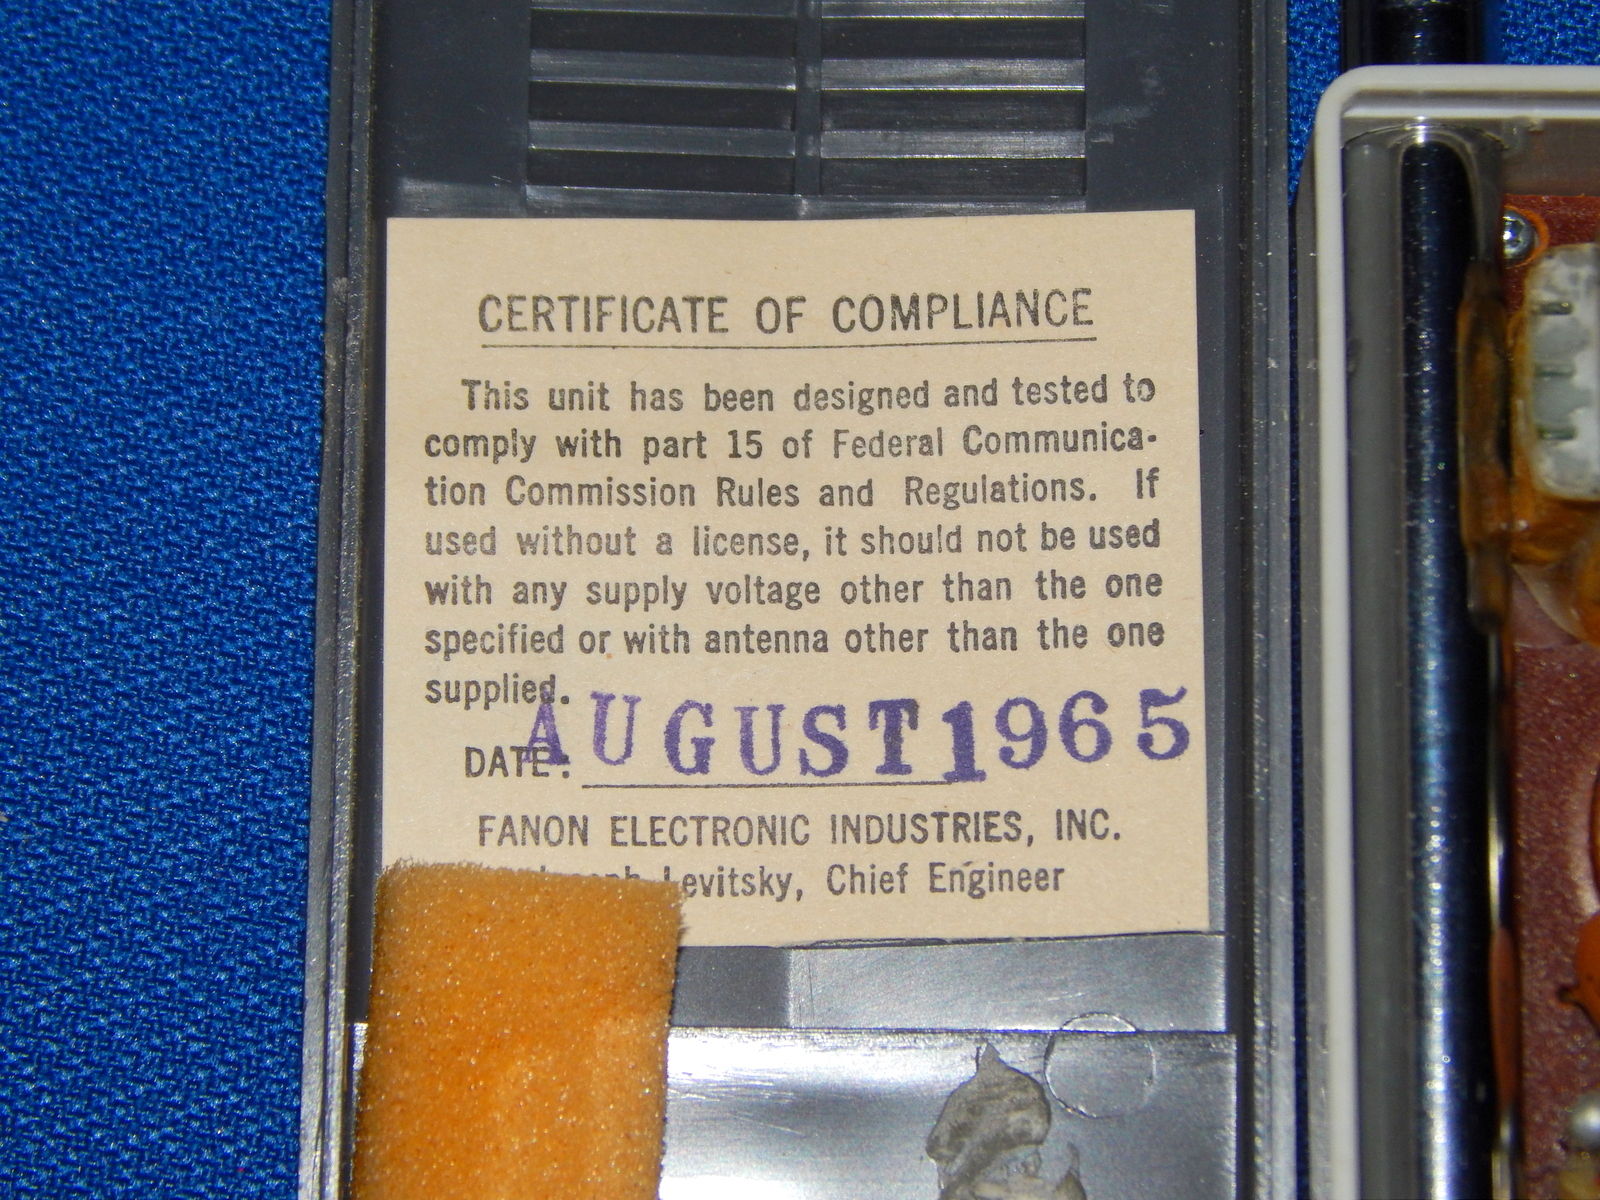 CERTIFICATE OF COMPLIANCE
This unit has been designed and tested to
comply with part 15 of Federal Communica-
tion Commission Rules and Regulations. If
used without a license, it should not be used
with any supply voltage other than the one
specified or with antenna other than the one
supplied.
DATE: AUGUST 1965
FANON ELECTRONIC INDUSTRIES, INC.
Levitsky, Chief Engineer